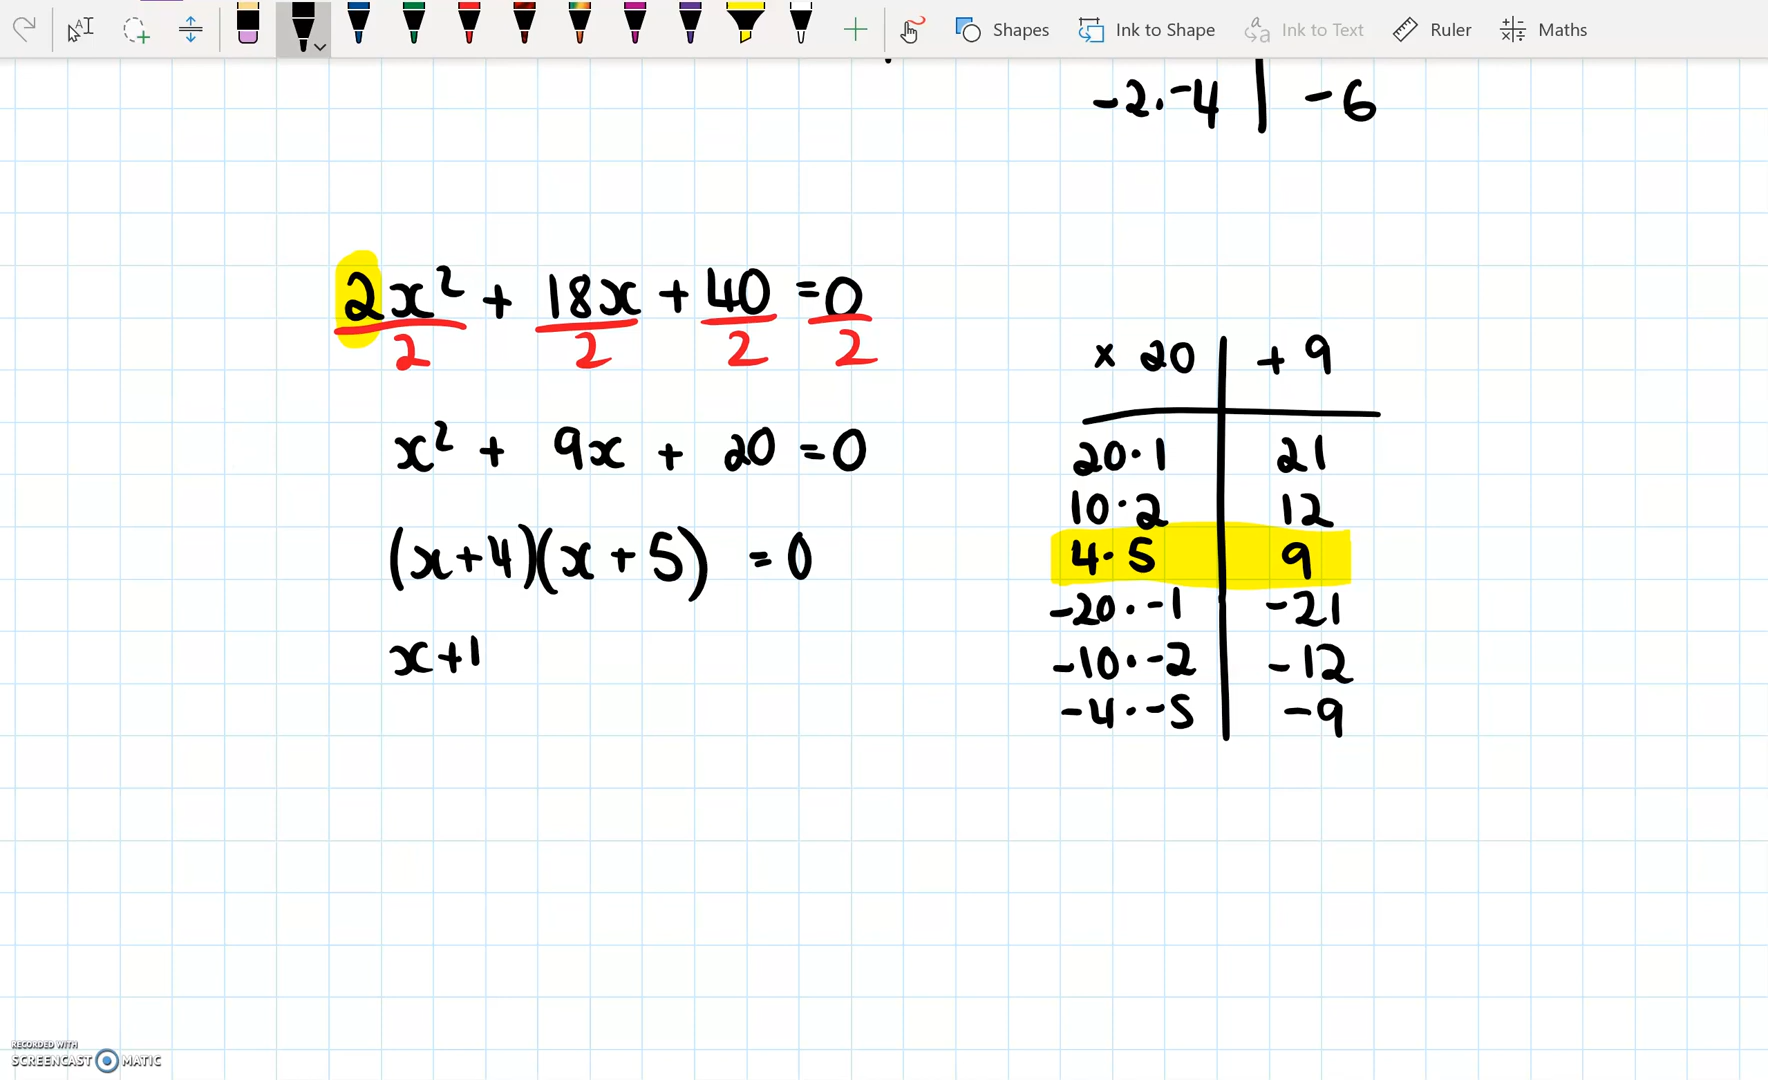 Shapes Ink to Shape Ink to Text Ruler Maths
-2·-4 | -6
2x² + 18x + 40 = 0
2 2 2 2
x² + 9x + 20 = 0
(x+4)(x+5) = 0
x+1
× 20 | + 9
20·1 | 21
10·2 | 12
4·5 | 9
-20·-1 | -21
-10·-2 | -12
-4·-5 | -9
RECORDED WITH
SCREENCAST MATIC